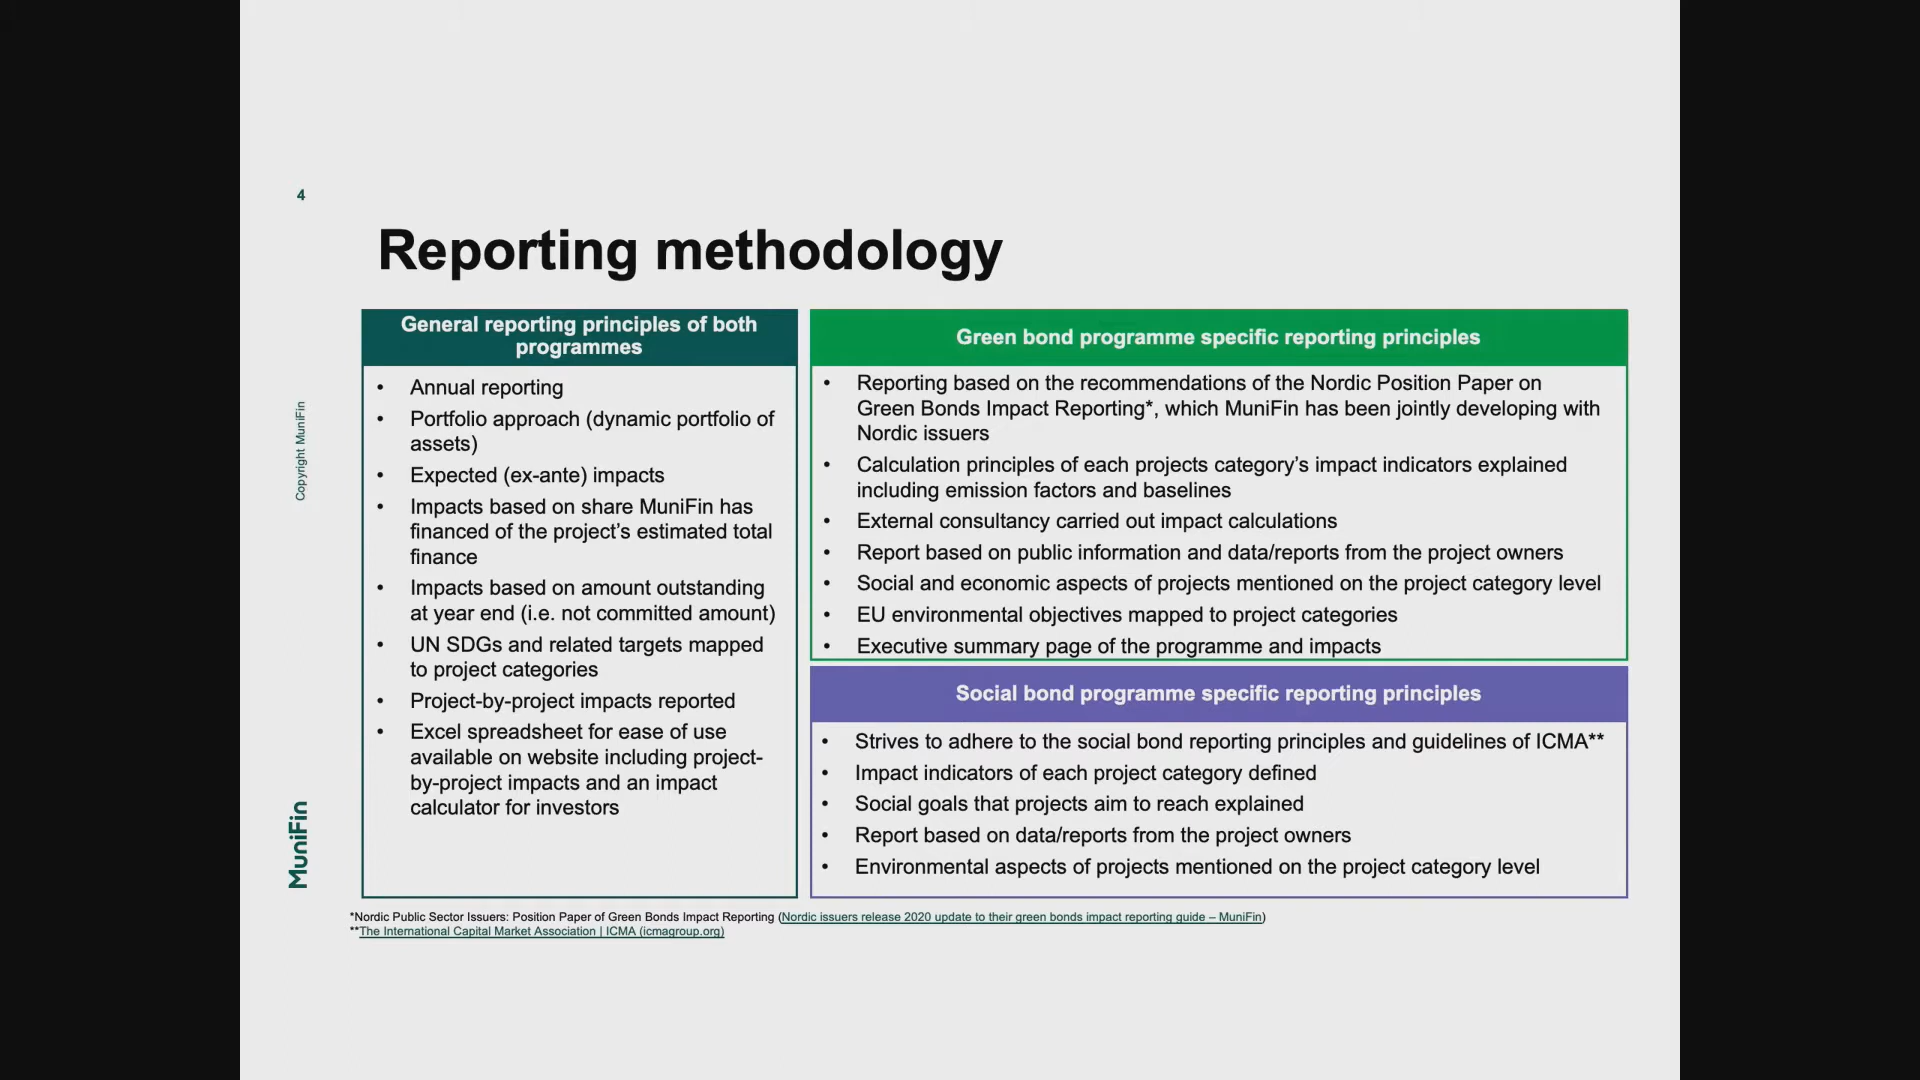 4
Reporting methodology
General reporting principles of both
programmes
• Annual reporting
• Portfolio approach (dynamic portfolio of
assets)
• Expected (ex-ante) impacts
• Impacts based on share MuniFin has
financed of the project’s estimated total
finance
• Impacts based on amount outstanding
at year end (i.e. not committed amount)
• UN SDGs and related targets mapped
to project categories
• Project-by-project impacts reported
• Excel spreadsheet for ease of use
available on website including project-
by-project impacts and an impact
calculator for investors
Green bond programme specific reporting principles
• Reporting based on the recommendations of the Nordic Position Paper on
Green Bonds Impact Reporting*, which MuniFin has been jointly developing with
Nordic issuers
• Calculation principles of each projects category’s impact indicators explained
including emission factors and baselines
• External consultancy carried out impact calculations
• Report based on public information and data/reports from the project owners
• Social and economic aspects of projects mentioned on the project category level
• EU environmental objectives mapped to project categories
• Executive summary page of the programme and impacts
Social bond programme specific reporting principles
• Strives to adhere to the social bond reporting principles and guidelines of ICMA**
• Impact indicators of each project category defined
• Social goals that projects aim to reach explained
• Report based on data/reports from the project owners
• Environmental aspects of projects mentioned on the project category level
*Nordic Public Sector Issuers: Position Paper of Green Bonds Impact Reporting (Nordic issuers release 2020 update to their green bonds impact reporting guide – MuniFin)
**The International Capital Market Association | ICMA (icmagroup.org)
Copyright MuniFin
MuniFin